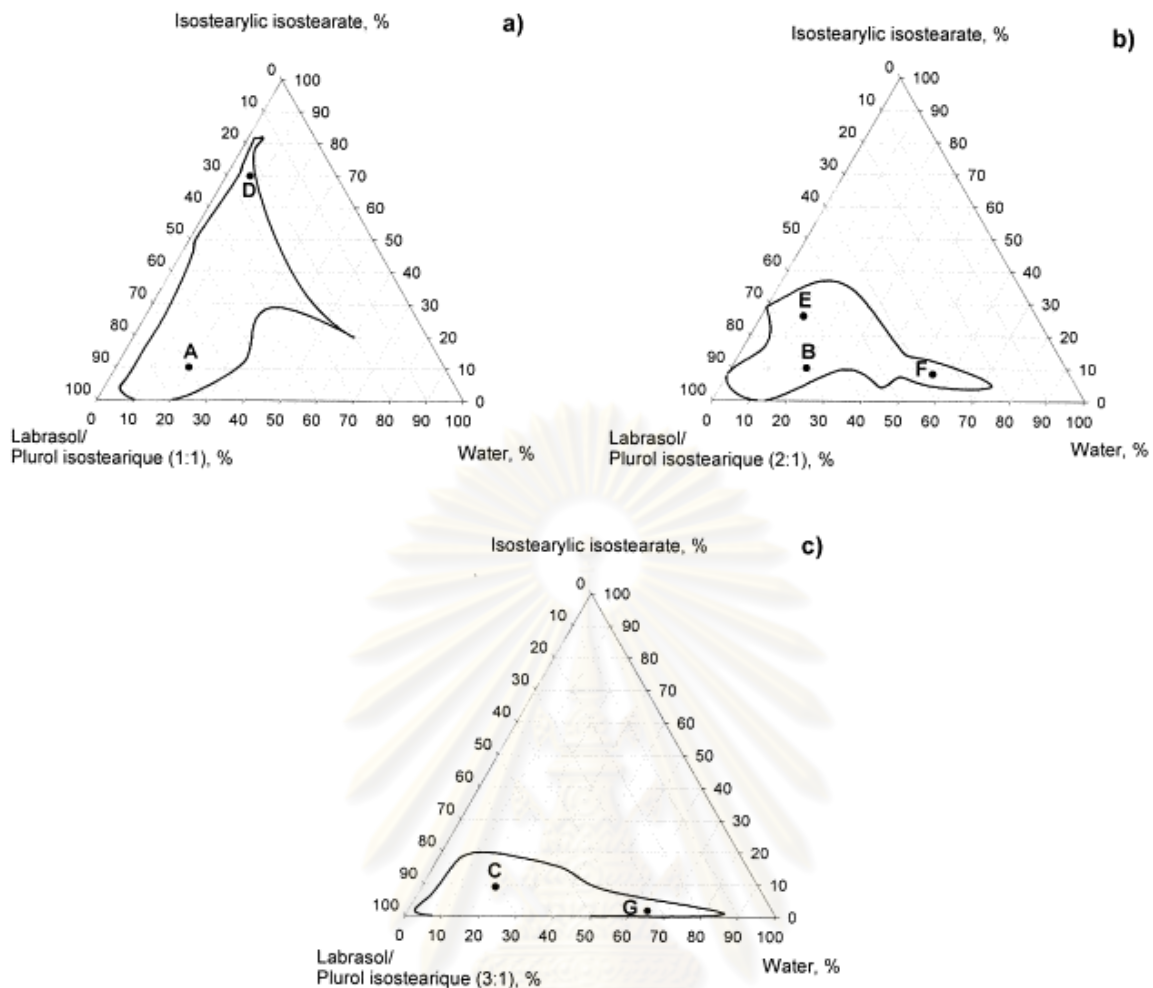 Isostearylic isostearate, %
a)
0
10
20
30
40
50
60
70
80
90
100
100
90
80
70
60
50
40
30
20
10
0
0 10 20 30 40 50 60 70 80 90 100
D
A
Labrasol/
Plurol isostearique (1:1), %
Water, %
Isostearylic isostearate, %
b)
0
10
20
30
40
50
60
70
80
90
100
100
90
80
70
60
50
40
30
20
10
0
0 10 20 30 40 50 60 70 80 90 100
E
B
F
Labrasol/
Plurol isostearique (2:1), %
Water, %
Isostearylic isostearate, %
c)
0
10
20
30
40
50
60
70
80
90
100
100
90
80
70
60
50
40
30
20
10
0
0 10 20 30 40 50 60 70 80 90 100
C
G
Labrasol/
Plurol isostearique (3:1), %
Water, %